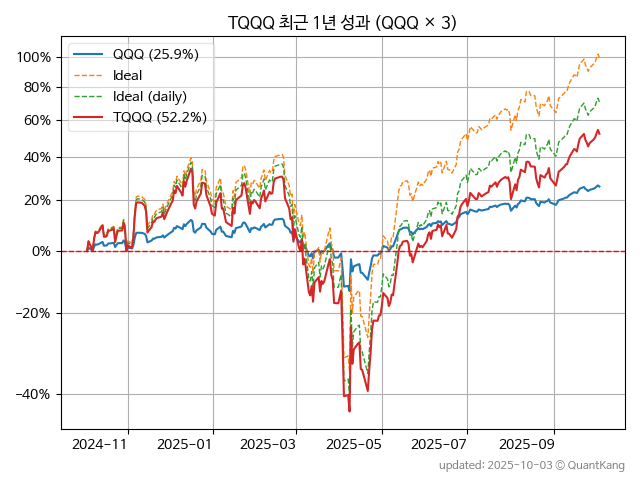 TQQQ 최근 1년 성과 (QQQ × 3)
QQQ (25.9%)
Ideal
Ideal (daily)
TQQQ (52.2%)
100%
80%
60%
40%
20%
0%
−20%
−40%
2024-11
2025-01
2025-03
2025-05
2025-07
2025-09
updated: 2025-10-03 © QuantKang